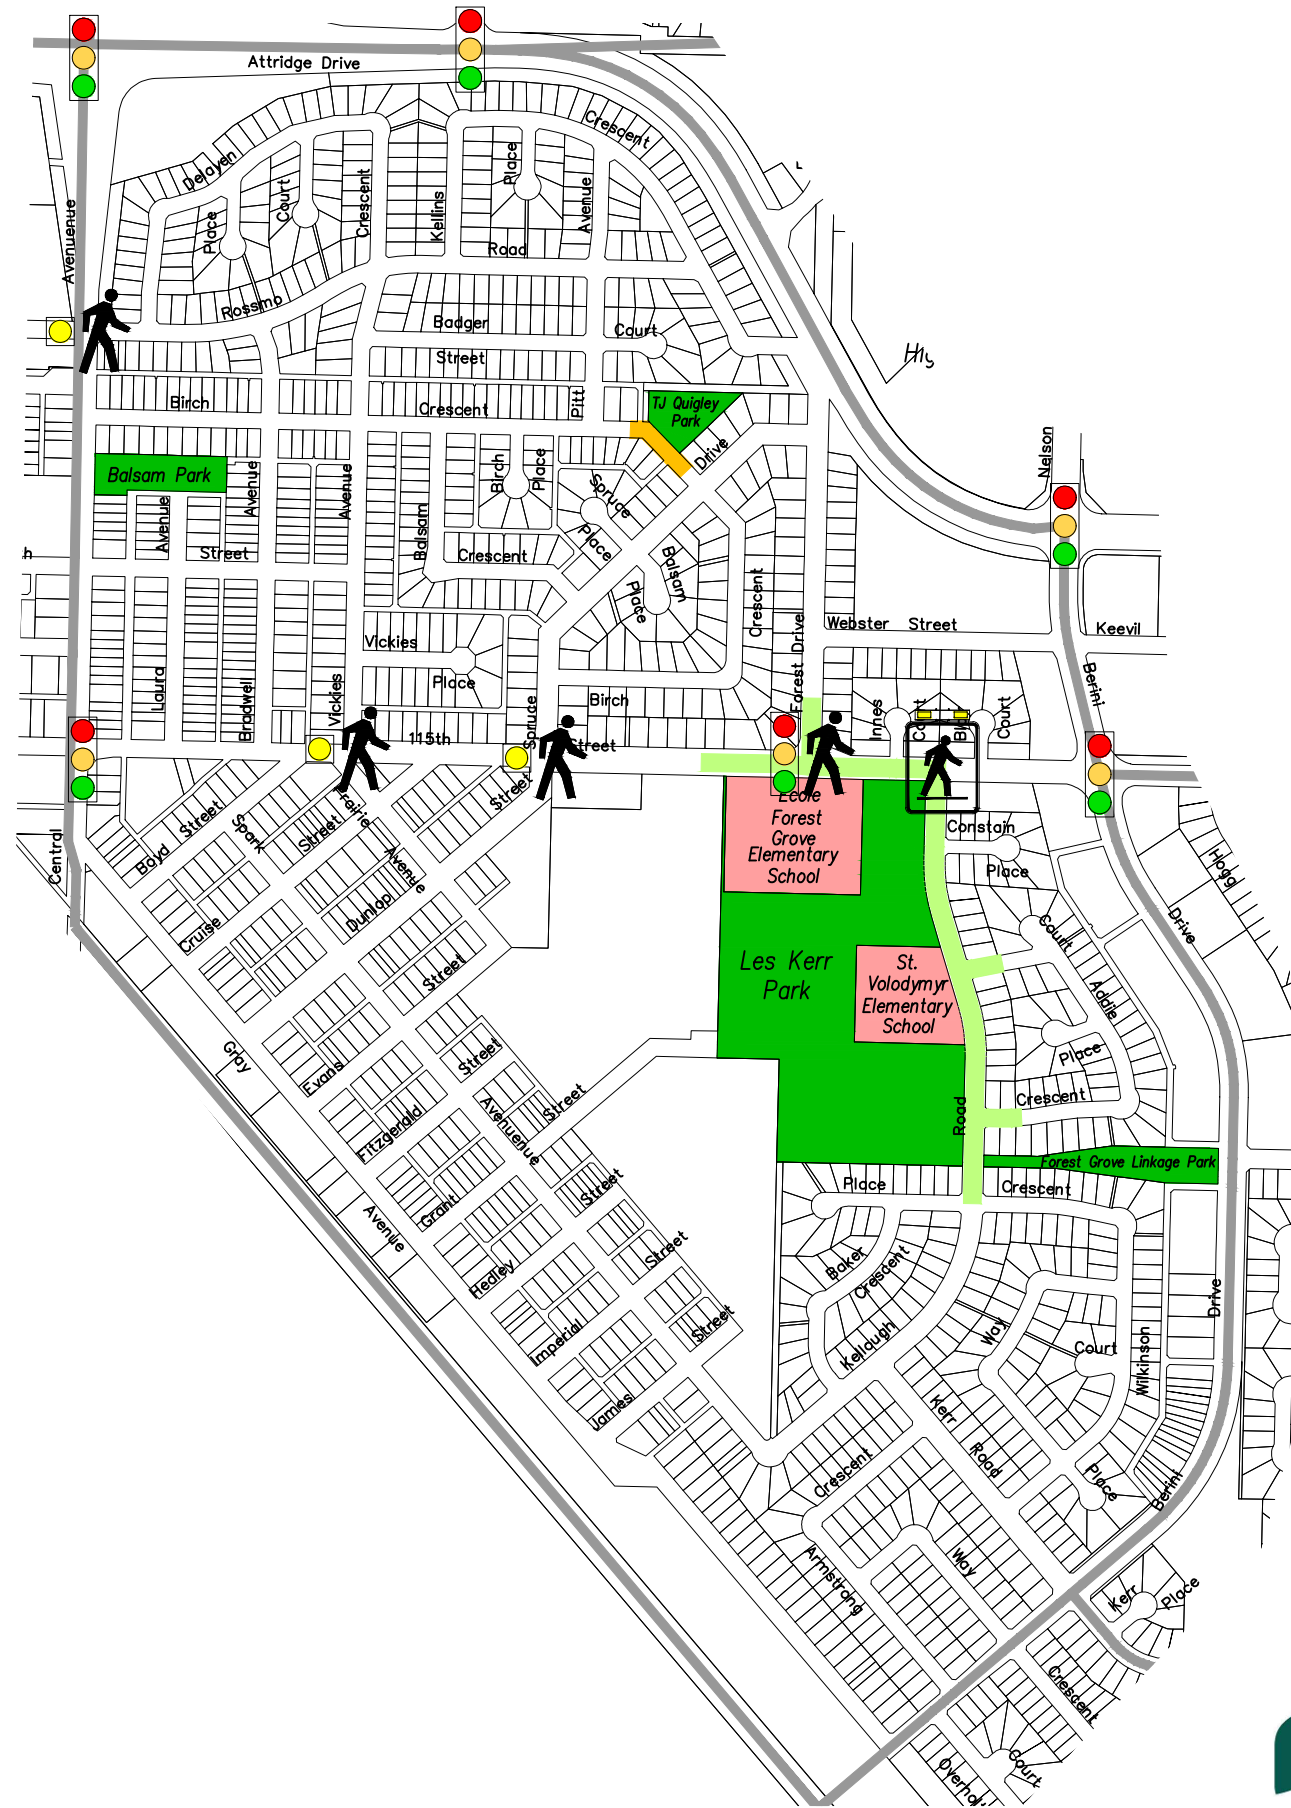 Attridge Drive
Crescent
Delayen
Place
Court
Crescent
Kellins
Place
Avenue
Avenuenue
Road
Rossmo
Badger
Court
Street
Birch
Crescent
Pitt
TJ Quigley
Park
Drive
Nelson
Balsam Park
Avenue
Avenue
Birch
Place
Spruce
Avenue
Street
Balsam
Crescent
Place
Balsam
Place
Crescent
Forest Drive
Webster Street
Keevil
Vickies
Place
Laura
Bradwell
Vickies
Spruce
Birch
Innes
Court
Court
Berini
115th
Street
Street
Prairie
Avenue
Street
Spark
Street
Boyd
Central
Cruise
Dunlop
Street
Ecole
Forest
Grove
Elementary
School
Constain
Place
Hogg
Court
Drive
Les Kerr
Park
St.
Volodymyr
Elementary
School
Addie
Place
Crescent
Road
Gray
Evans
Street
Fitzgerald
Avenuenue
Street
Forest Grove Linkage Park
Place
Crescent
Grant
Street
Avenue
Hedley
Street
Baker
Crescent
Drive
Imperial
Street
Kellough
Way
Court
Wilkinson
James
Kerr
Road
Crescent
Place
Berini
Armstrong
Way
Kerr
Place
Crescent
Court